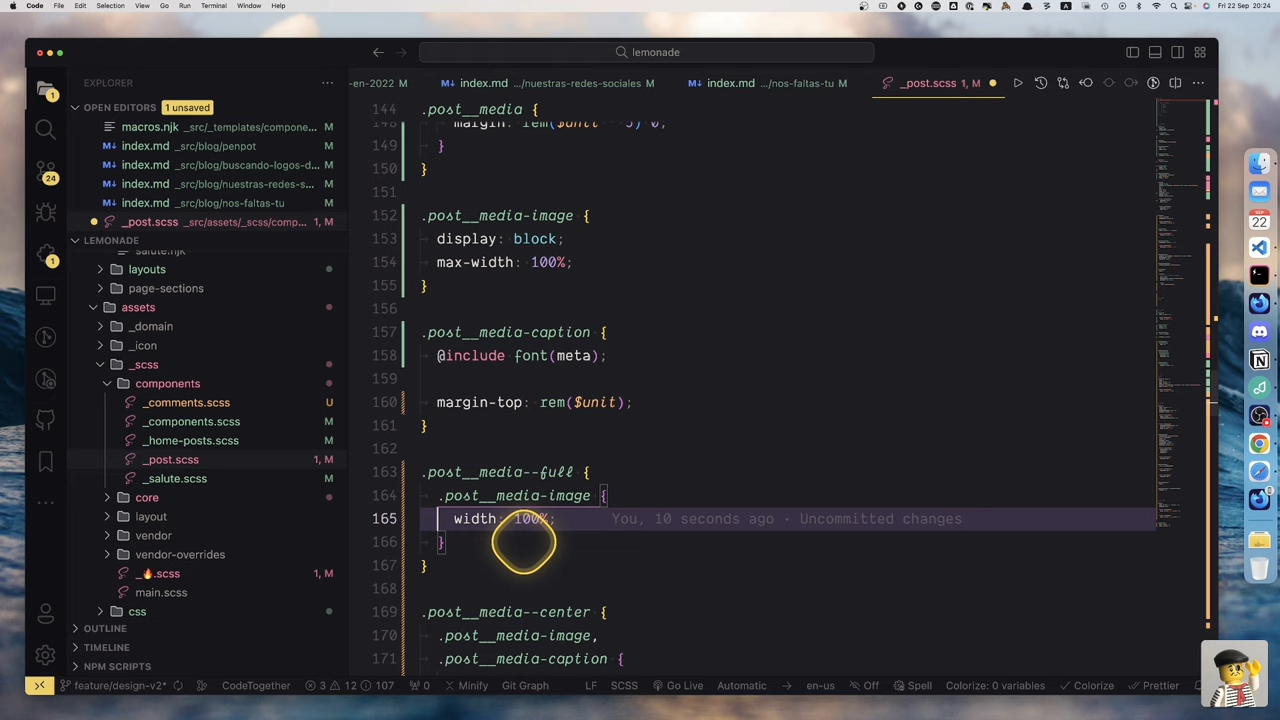 Code File Edit Selection View Go Run Terminal Window Help
A
Fri 22 Sep 20:24
lemonade
EXPLORER
OPEN EDITORS 1 unsaved
macros.njk _src/_templates/compone...
index.md _src/blog/penpot M
index.md _src/blog/buscando-logos-d... M
index.md _src/blog/nuestras-redes-s... M
index.md _src/blog/nos-faltas-tu M
_post.scss _src/assets/_scss/comp... 1, M
LEMONADE
salute.njk
layouts
page-sections
assets
_domain
_icon
_scss
components
_comments.scss U
_components.scss M
_home-posts.scss M
_post.scss 1, M
_salute.scss M
core
layout
vendor
vendor-overrides
_🔥.scss 1, M
main.scss
css
OUTLINE
TIMELINE
NPM SCRIPTS
1
24
1
-en-2022 M
index.md .../nuestras-redes-sociales M
index.md .../nos-faltas-tu M
_post.scss 1, M
144 .post__media {
148
149 }
150 }
151
152 .post__media-image {
153 display: block;
154 max-width: 100%;
155 }
156
157 .post__media-caption {
158 @include font(meta);
159
160 margin-top: rem($unit);
161 }
162
163 .post__media--full {
164 .post__media-image {
165 You, 10 seconds ago • Uncommitted changes
166 }
167 }
168
169 .post__media--center {
170 .post__media-image,
171 .post__media-caption {
feature/design-v2* CodeTogether 3 12 107 0 Minify Git Graph LF SCSS Go Live Automatic en-us Off Spell Colorize: 0 variables Colorize Prettier
SEP
22